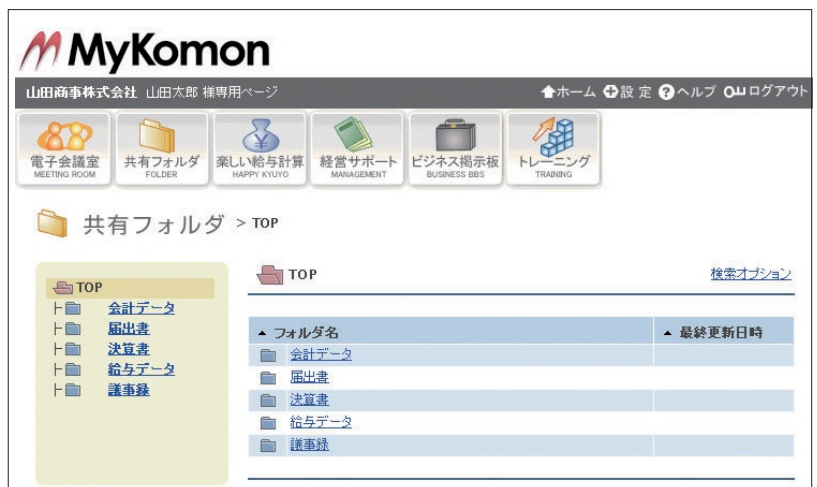 MyKomon
山田商事株式会社 山田太郎 様専用ページ ホーム 設 定 ヘルプ ログアウト
電子会議室 共有フォルダ 楽しい給与計算 経営サポート ビジネス掲示板 トレーニング
MEETING ROOM FOLDER HAPPY KYUYO MANAGEMENT BUSINESS BBS TRAINING
共有フォルダ > TOP
TOP 検索オプション
TOP
会計データ
届出書
決算書
給与データ
議事録
フォルダ名 最終更新日時
会計データ
届出書
決算書
給与データ
議事録